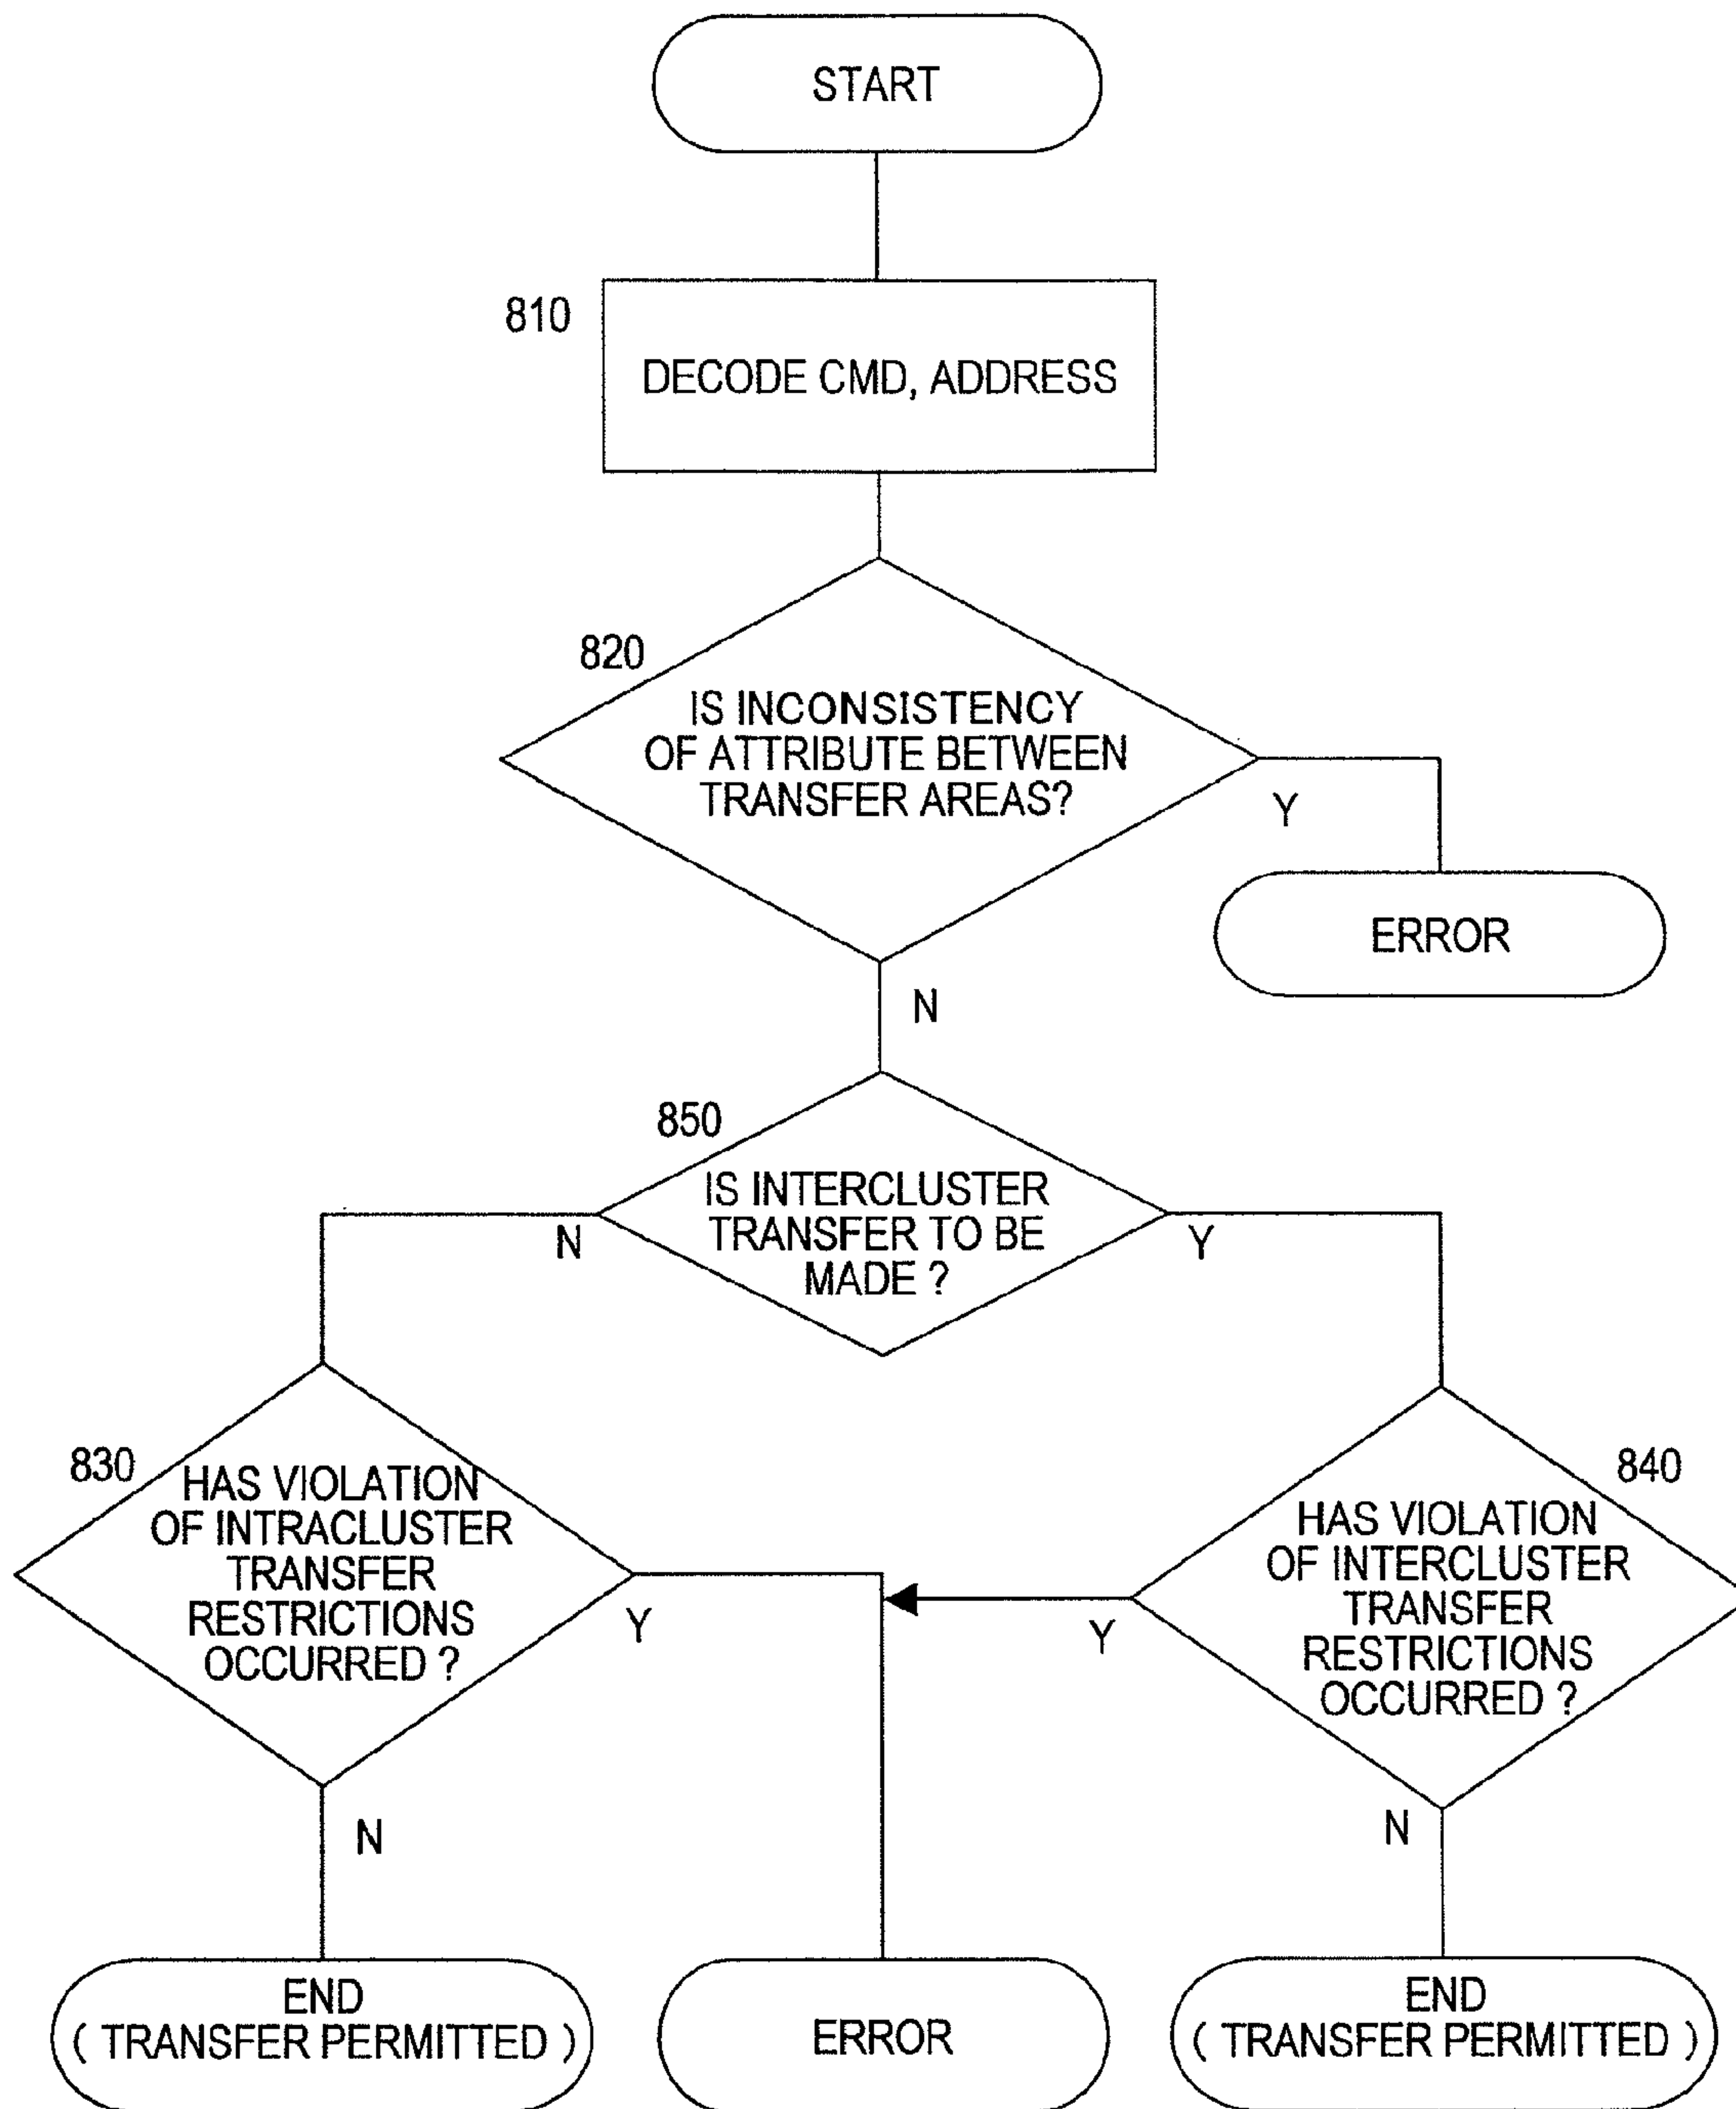 START
810
DECODE CMD, ADDRESS
820
IS INCONSISTENCY
OF ATTRIBUTE BETWEEN
TRANSFER AREAS?
Y
ERROR
N
850
IS INTERCLUSTER
TRANSFER TO BE
MADE ?
N
Y
830
HAS VIOLATION
OF INTRACLUSTER
TRANSFER
RESTRICTIONS
OCCURRED ?
Y
N
840
HAS VIOLATION
OF INTERCLUSTER
TRANSFER
RESTRICTIONS
OCCURRED ?
Y
N
END
( TRANSFER PERMITTED )
ERROR
END
( TRANSFER PERMITTED )